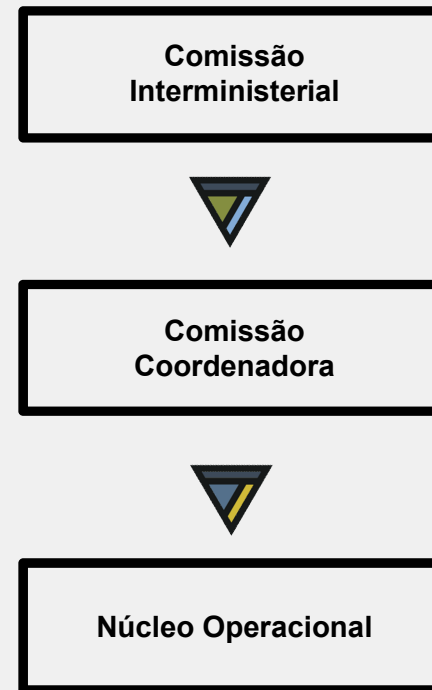 Comissão
Interministerial
Comissão
Coordenadora
Núcleo Operacional